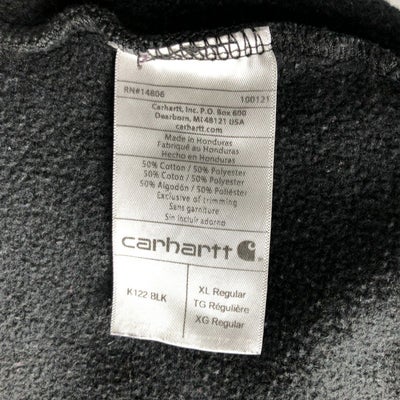 RN#14806 100121
Carhartt, Inc. P.O. Box 600
Dearborn, MI 48121 USA
carhartt.com
Made in Honduras
Fabriqué au Honduras
Hecho en Honduras
50% Cotton / 50% Polyester
50% Coton / 50% Polyester
50% Algodón / 50% Poliéster
Exclusive of trimming
Sans garniture
Sin incluir adorno
carhartt
K122 BLK
XL Regular
TG Régulière
XG Regular